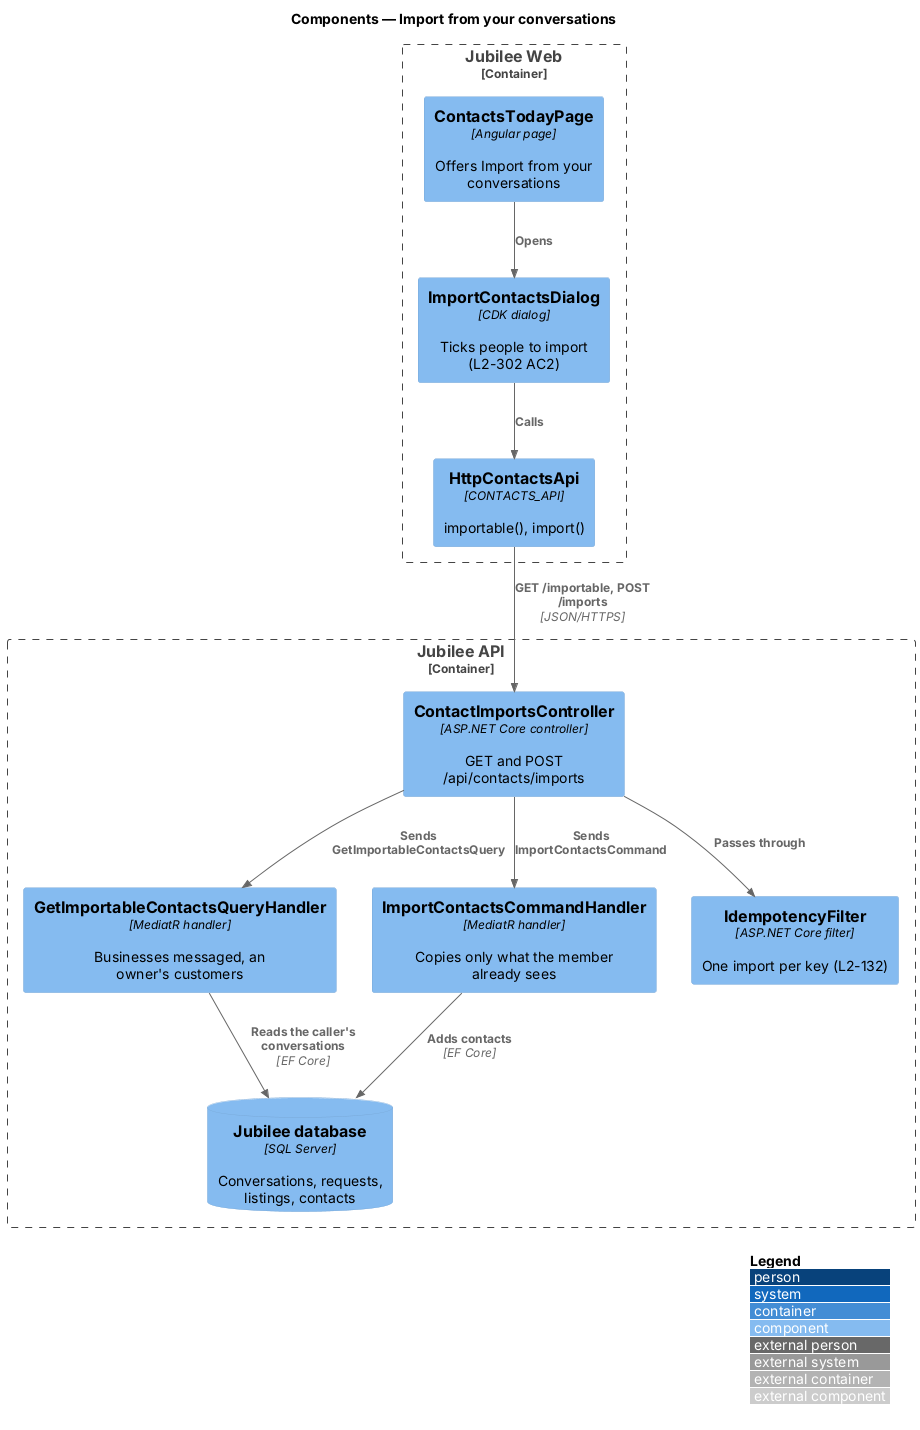 Components — Import from your conversations
Jubilee Web
[Container]
ContactsTodayPage
[Angular page]
Offers Import from your
conversations
Opens
ImportContactsDialog
[CDK dialog]
Ticks people to import
(L2-302 AC2)
Calls
HttpContactsApi
[CONTACTS_API]
importable(), import()
GET /importable, POST
/imports
[JSON/HTTPS]
Jubilee API
[Container]
ContactImportsController
[ASP.NET Core controller]
GET and POST
/api/contacts/imports
Sends
GetImportableContactsQuery
Sends
ImportContactsCommand
Passes through
GetImportableContactsQueryHandler
[MediatR handler]
Businesses messaged, an
owner's customers
ImportContactsCommandHandler
[MediatR handler]
Copies only what the member
already sees
IdempotencyFilter
[ASP.NET Core filter]
One import per key (L2-132)
Reads the caller's
conversations
[EF Core]
Adds contacts
[EF Core]
Jubilee database
[SQL Server]
Conversations, requests,
listings, contacts
Legend
person
system
container
component
external person
external system
external container
external component